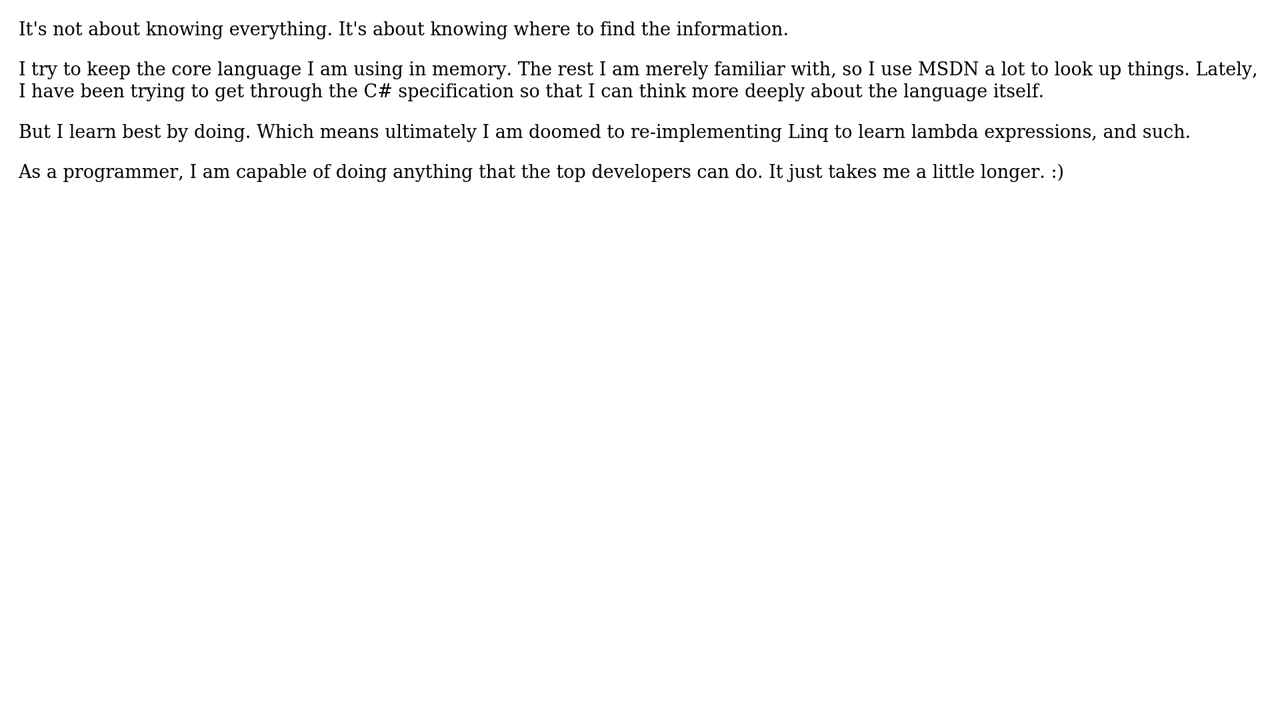 It's not about knowing everything. It's about knowing where to find the information.
I try to keep the core language I am using in memory. The rest I am merely familiar with, so I use MSDN a lot to look up things. Lately,
I have been trying to get through the C# specification so that I can think more deeply about the language itself.
But I learn best by doing. Which means ultimately I am doomed to re-implementing Linq to learn lambda expressions, and such.
As a programmer, I am capable of doing anything that the top developers can do. It just takes me a little longer. :)